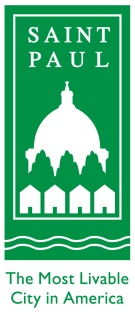 SAINT
PAUL
The Most Livable
City in America